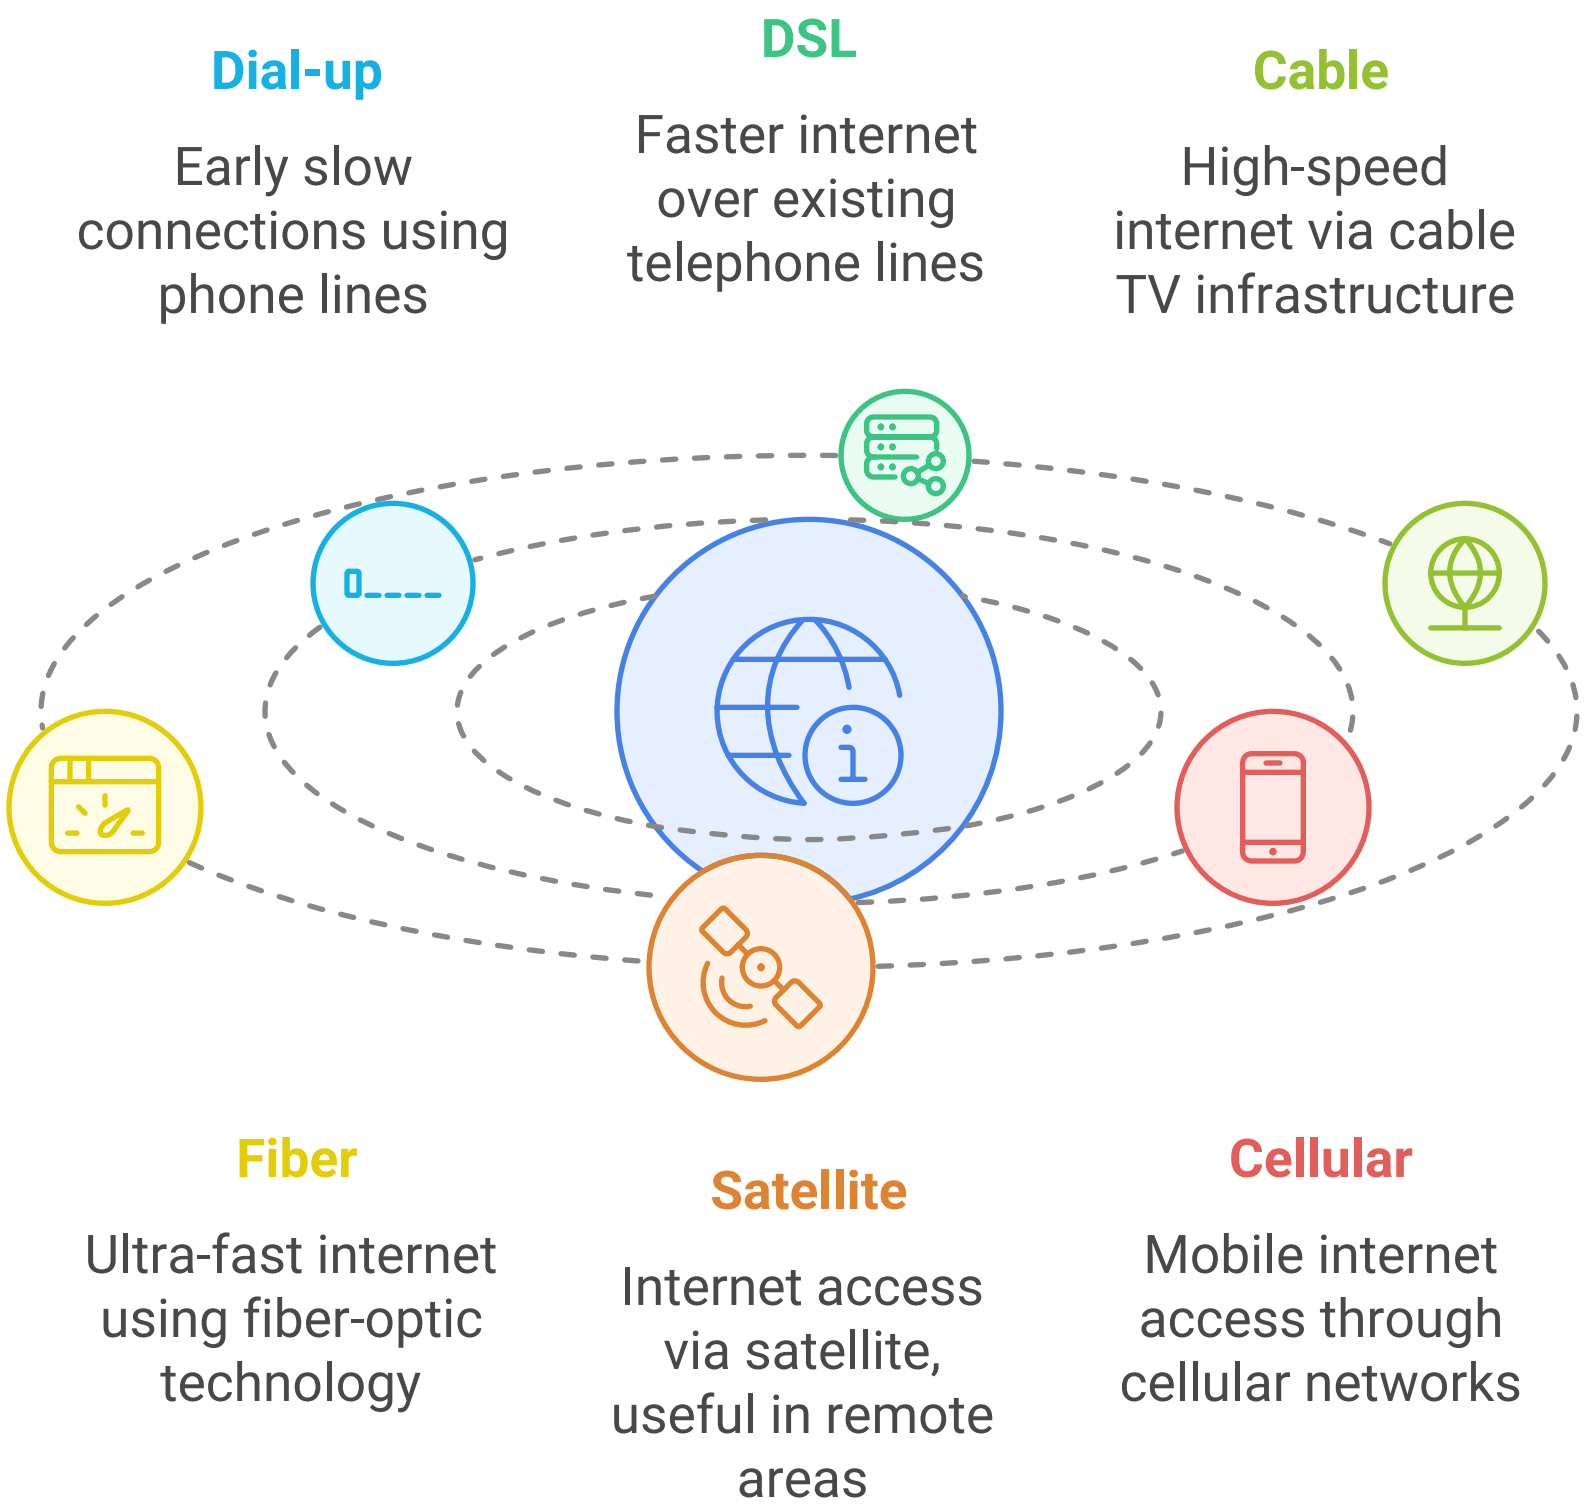 Dial-up
Early slow
connections using
phone lines
DSL
Faster internet
over existing
telephone lines
Cable
High-speed
internet via cable
TV infrastructure
Fiber
Ultra-fast internet
using fiber-optic
technology
Satellite
Internet access
via satellite,
useful in remote
areas
Cellular
Mobile internet
access through
cellular networks